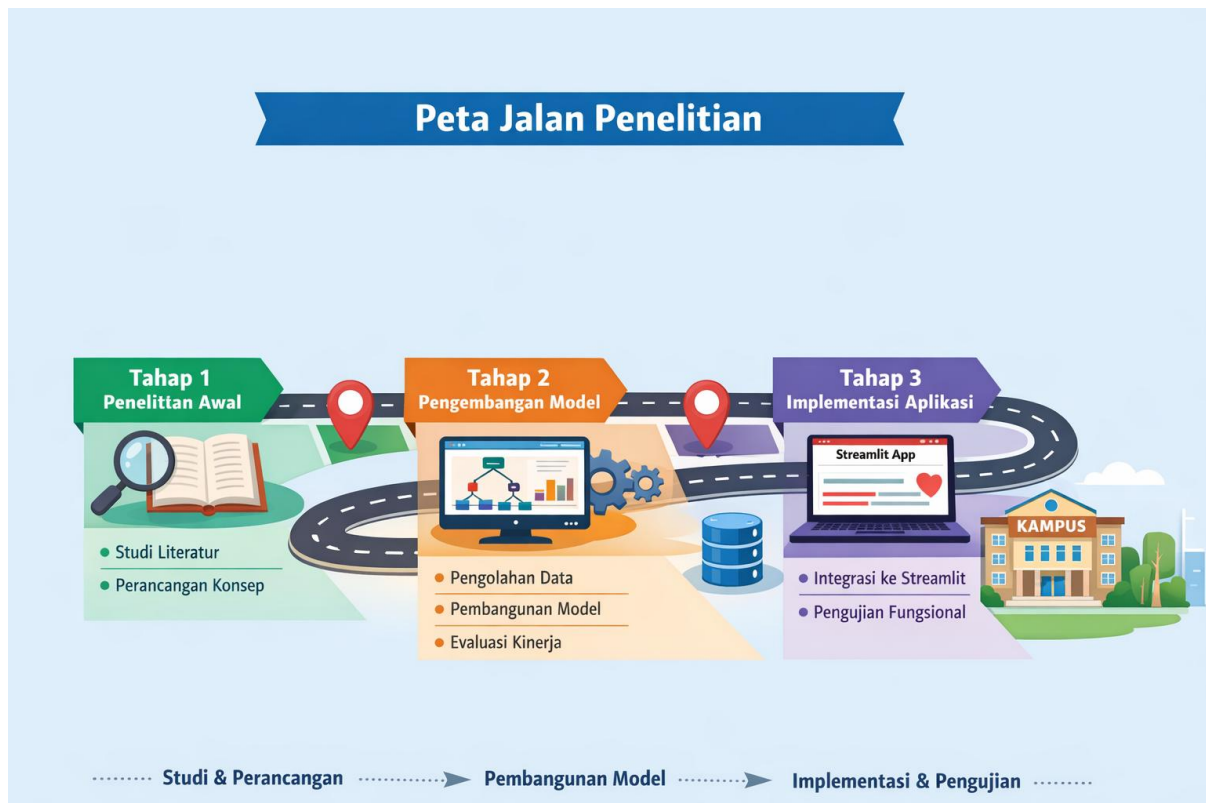 Peta Jalan Penelitian
Tahap 1
Penelittan Awal
Studi Literatur
Perancangan Konsep
Tahap 2
Pengembangan Model
Pengolahan Data
Pembangunan Model
Evaluasi Kinerja
Tahap 3
Implementasi Aplikasi
Streamlit App
Integrasi ke Streamlit
Pengujian Fungsional
KAMPUS
Studi & Perancangan
Pembangunan Model
Implementasi & Pengujian